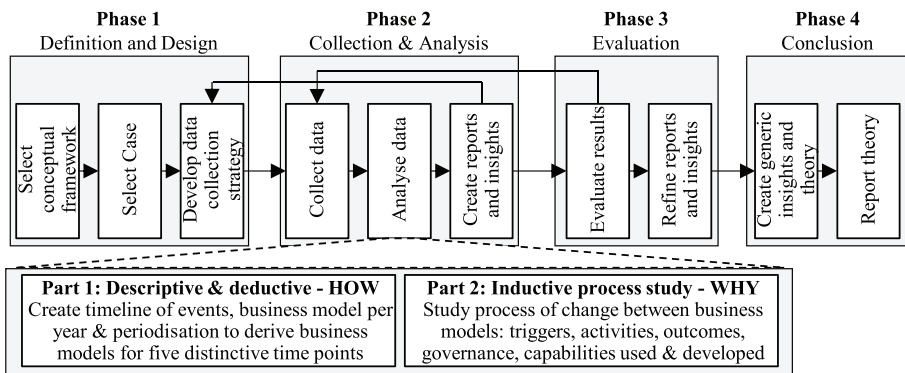 Phase 1
Definition and Design
Phase 2
Collection & Analysis
Phase 3
Evaluation
Phase 4
Conclusion
Select
conceptual
framework
Select Case
Develop data
collection
strategy
Collect data
Analyse data
Create reports
and insights
Evaluate results
Refine reports
and insights
Create generic
insights and
theory
Report theory
Part 1: Descriptive & deductive - HOW
Create timeline of events, business model per
year & periodisation to derive business
models for five distinctive time points
Part 2: Inductive process study - WHY
Study process of change between business
models: triggers, activities, outcomes,
governance, capabilities used & developed